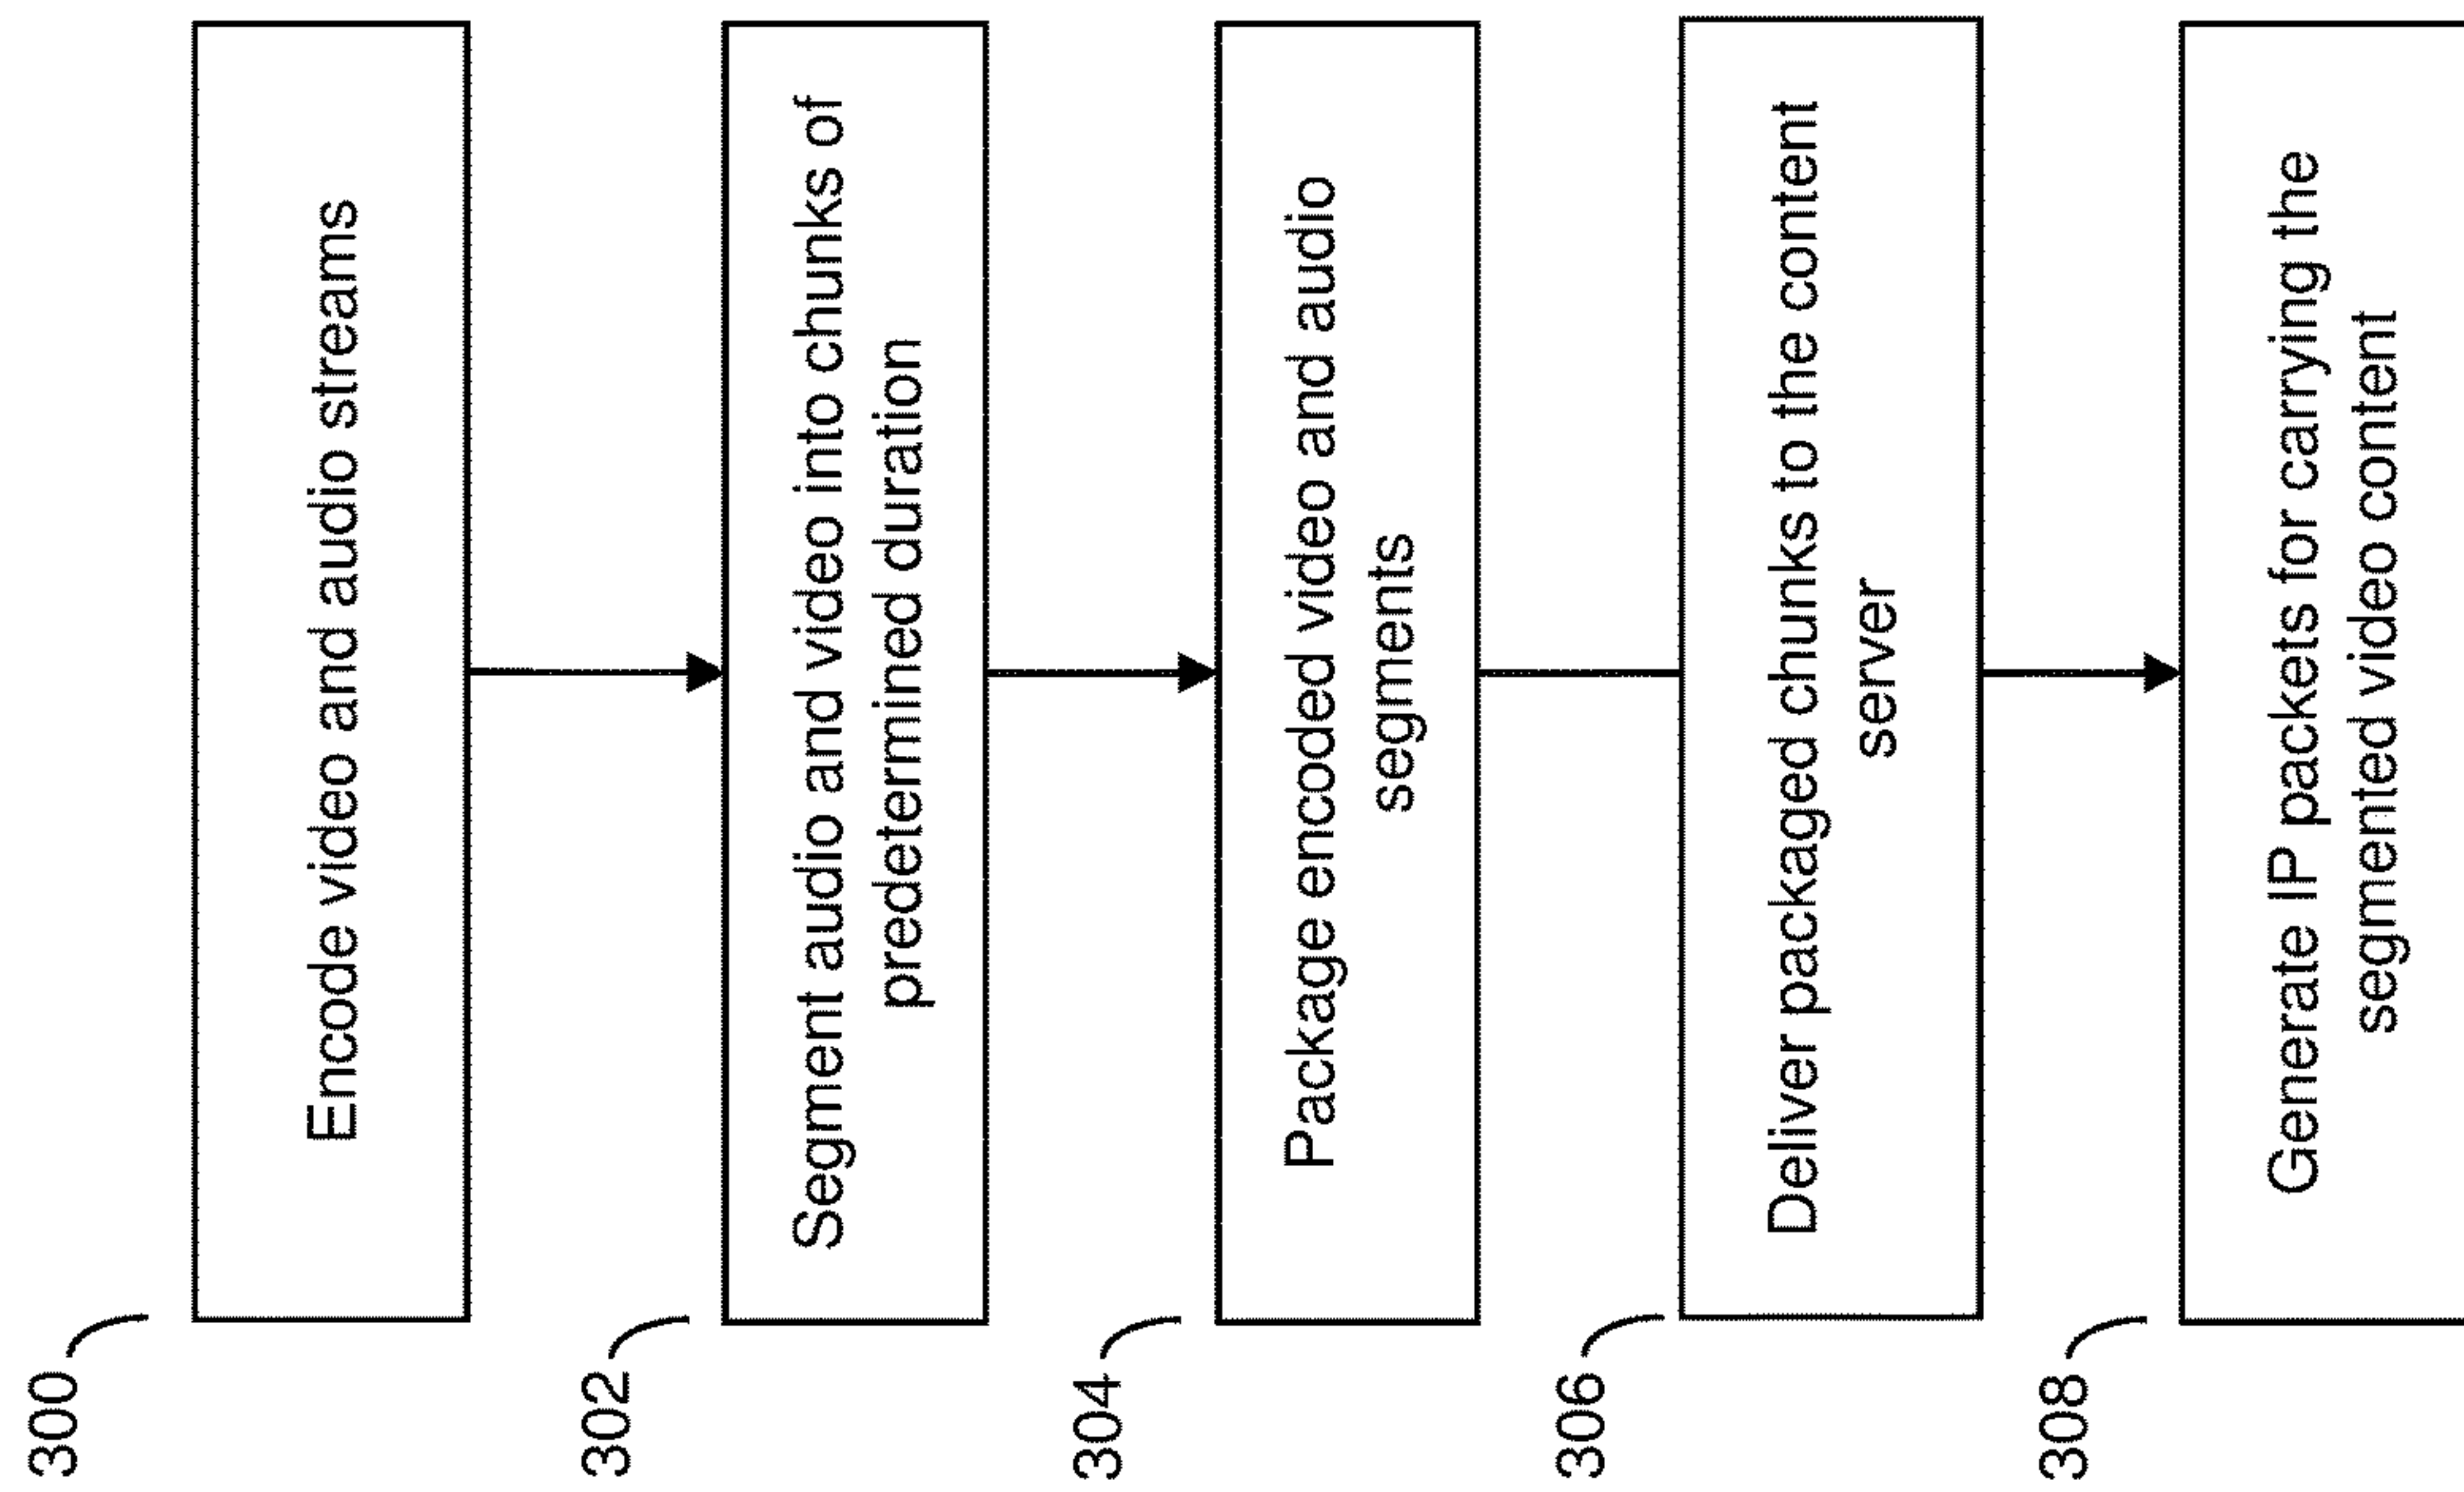 300
Encode video and audio streams
302
Segment audio and video into chunks of
predetermined duration
304
Package encoded video and audio
segments
306
Deliver packaged chunks to the content
server
308
Generate IP packets for carrying the
segmented video content